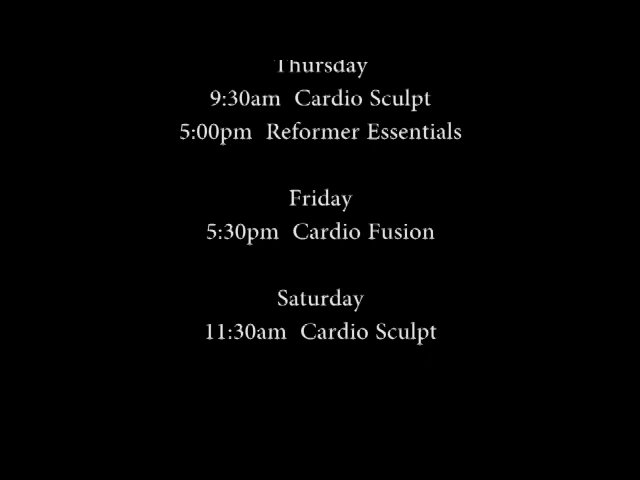 Thursday
9:30am Cardio Sculpt
5:00pm Reformer Essentials
Friday
5:30pm Cardio Fusion
Saturday
11:30am Cardio Sculpt